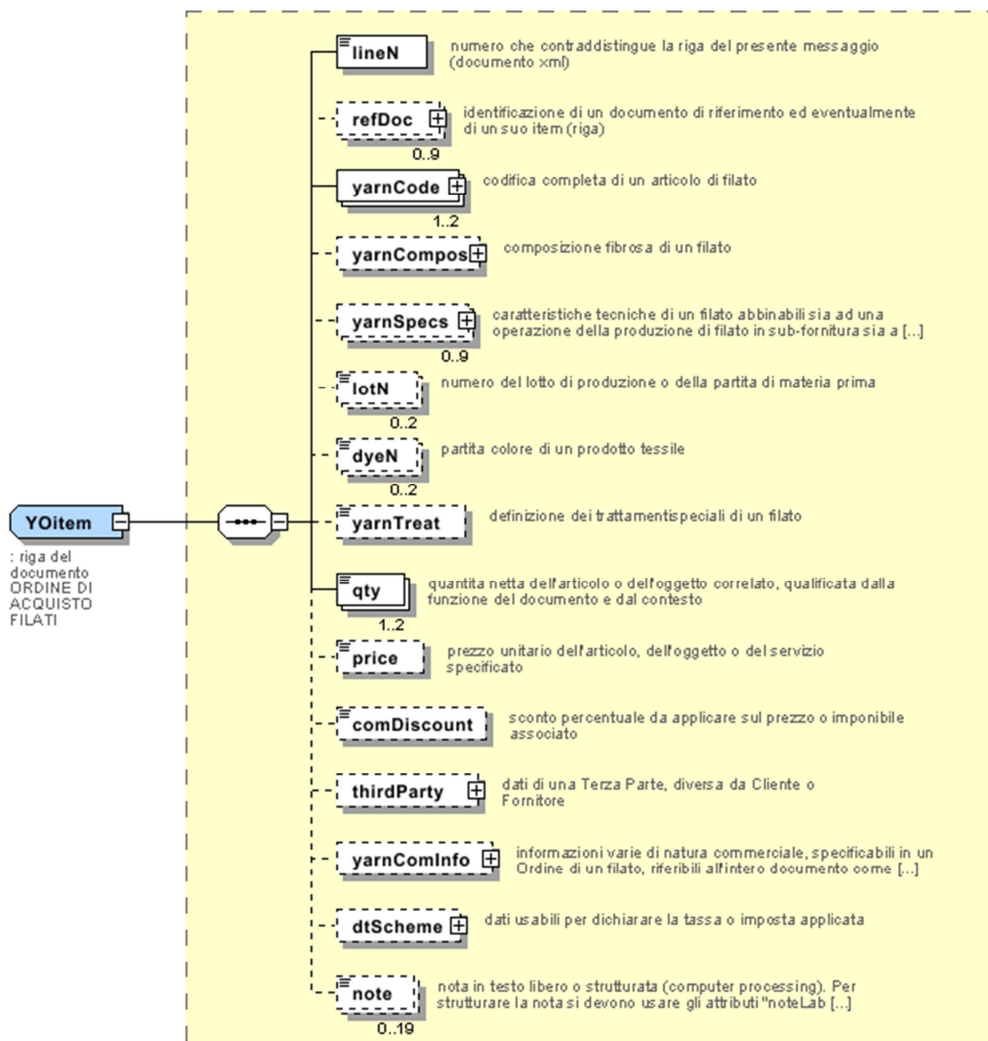 lineN
numero che contraddistingue la riga del presente messaggio
(documento xml)
refDoc
identificazione di un documento di riferimento ed eventualmente
di un suo item (riga)
0..9
yarnCode
codifica completa di un articolo di filato
1..2
yarnCompos
composizione fibrosa di un filato
yarnSpecs
caratteristiche tecniche di un filato abbinabili sia ad una
operazione della produzione di filato in sub-fornitura sia a [...]
0..9
lotN
numero del lotto di produzione o della partita di materia prima
0..2
dyeN
partita colore di un prodotto tessile
0..2
YOitem
: riga del
documento
ORDINE DI
ACQUISTO
FILATI
yarnTreat
definizione dei trattamentispeciali di un filato
qty
quantita netta dell'articolo o dell'oggetto correlato, qualificata dalla
funzione del documento e dal contesto
1..2
price
prezzo unitario dell'articolo, dell'oggetto o del servizio
specificato
comDiscount
sconto percentuale da applicare sul prezzo o imponibile
associato
thirdParty
dati di una Terza Parte, diversa da Cliente o
Fornitore
yarnComInfo
informazioni varie di natura commerciale, specificabili in un
Ordine di un filato, riferibili all'intero documento come [...]
dtScheme
dati usabili per dichiarare la tassa o imposta applicata
note
nota in testo libero o strutturata (computer processing). Per
strutturare la nota si devono usare gli attributi "noteLab [...]
0..19